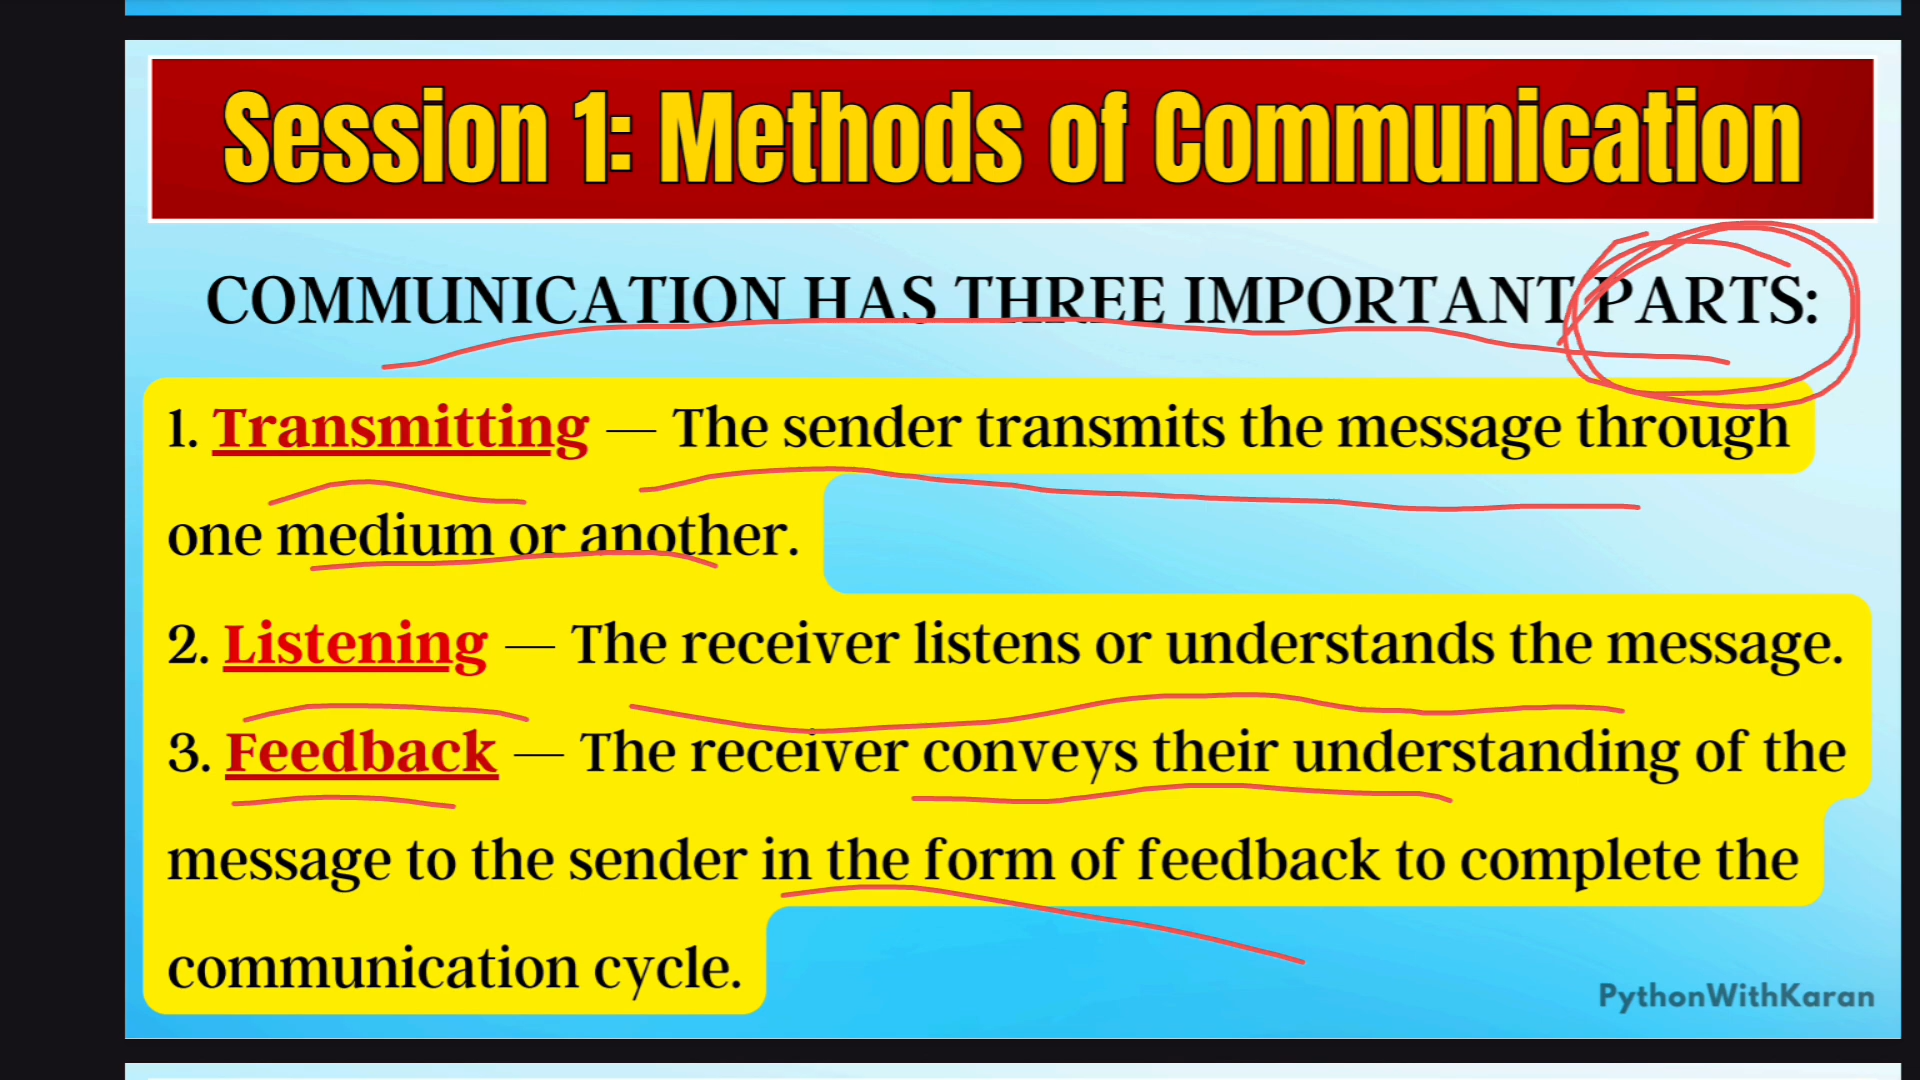 Session 1: Methods of Communication
COMMUNICATION HAS THREE IMPORTANT PARTS:
1. Transmitting — The sender transmits the message through
one medium or another.
2. Listening — The receiver listens or understands the message.
3. Feedback — The receiver conveys their understanding of the
message to the sender in the form of feedback to complete the
communication cycle.
PythonWithKaran